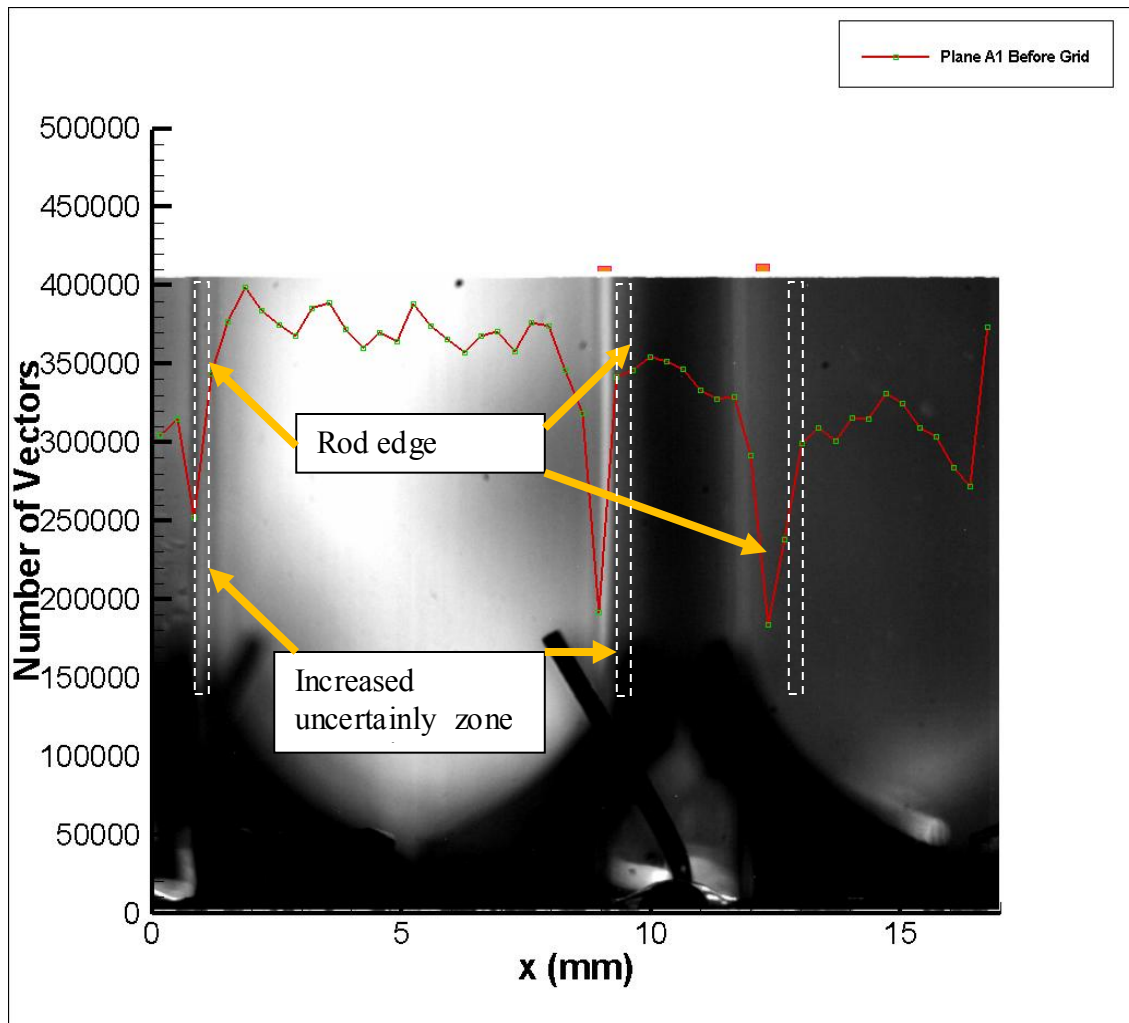 Plane A1 Before Grid
500000
450000
400000
350000
300000
250000
200000
150000
100000
50000
0
Number of Vectors
Rod edge
Increased
uncertainly zone
0
5
10
15
x (mm)